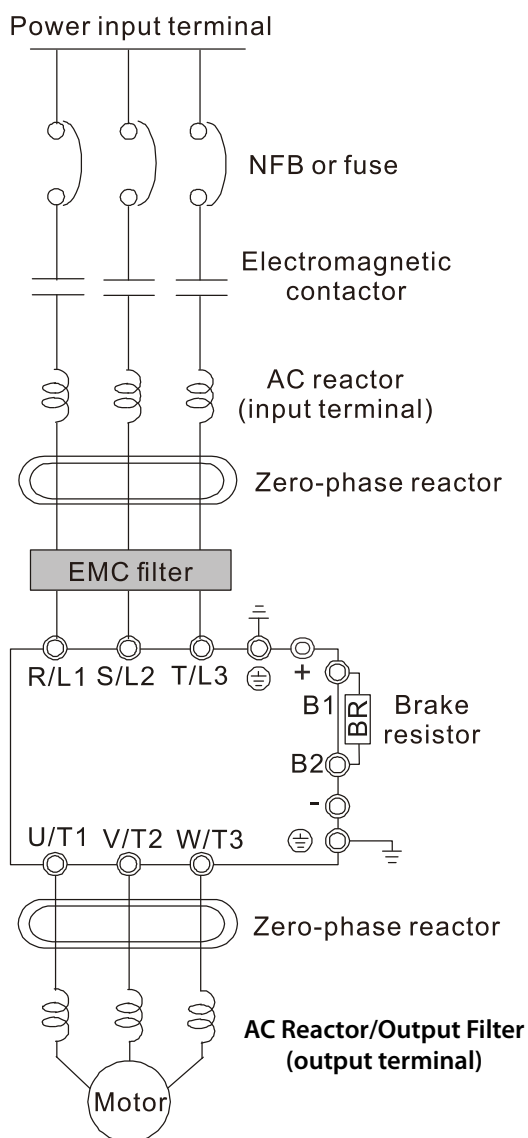 Power input terminal
NFB or fuse
Electromagnetic
contactor
AC reactor
(input terminal)
Zero-phase reactor
EMC filter
R/L1 S/L2 T/L3
+
B1
BR
Brake
resistor
B2
-
U/T1 V/T2 W/T3
Zero-phase reactor
AC Reactor/Output Filter
(output terminal)
Motor